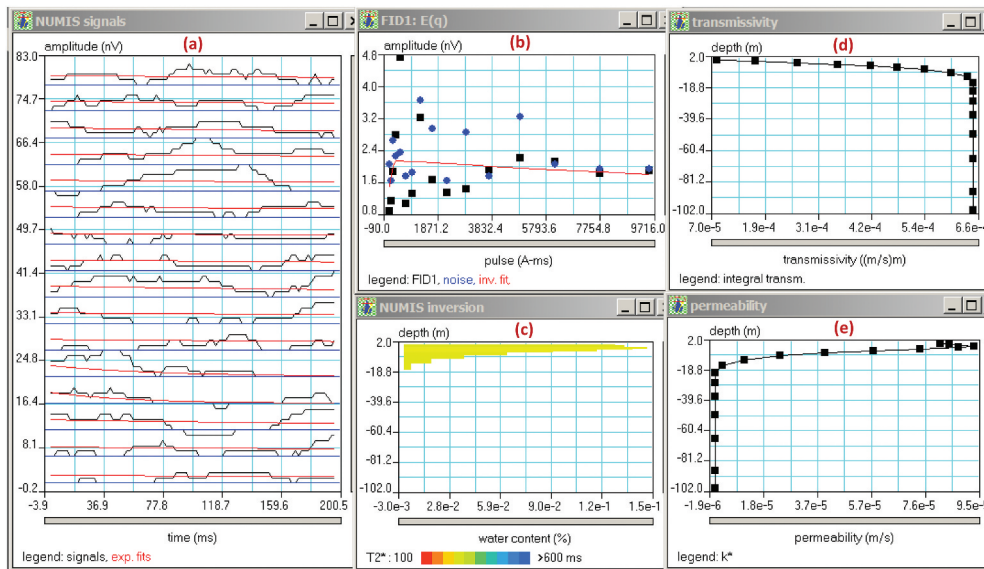 NUMIS signals
(a)
amplitude (nV)
83.0
74.7
66.4
58.0
49.7
41.4
33.1
24.8
16.4
8.1
-0.2
-3.9 36.9 77.8 118.7 159.6 200.5
time (ms)
legend: signals, exp. fits
FID1: E(q)
(b)
amplitude (nV)
4.8
4.0
3.2
2.4
1.6
0.8
-90.0 1871.2 3832.4 5793.6 7754.8 9716.0
pulse (A-ms)
legend: FID1, noise, inv. fit,
NUMIS inversion
(c)
depth (m)
2.0
-18.8
-39.6
-60.4
-81.2
-102.0
-3.0e-3 2.8e-2 5.9e-2 9.0e-2 1.2e-1 1.5e-1
water content (%)
T2* : 100 >600 ms
transmissivity
(d)
depth (m)
2.0
-18.8
-39.6
-60.4
-81.2
-102.0
7.0e-5 1.9e-4 3.1e-4 4.2e-4 5.4e-4 6.6e-4
transmissivity ((m/s)m)
legend: integral transm.
permeability
(e)
depth (m)
2.0
-18.8
-39.6
-60.4
-81.2
-102.0
-1.9e-6 1.7e-5 3.7e-5 5.6e-5 7.6e-5 9.5e-5
permeability (m/s)
legend: k*